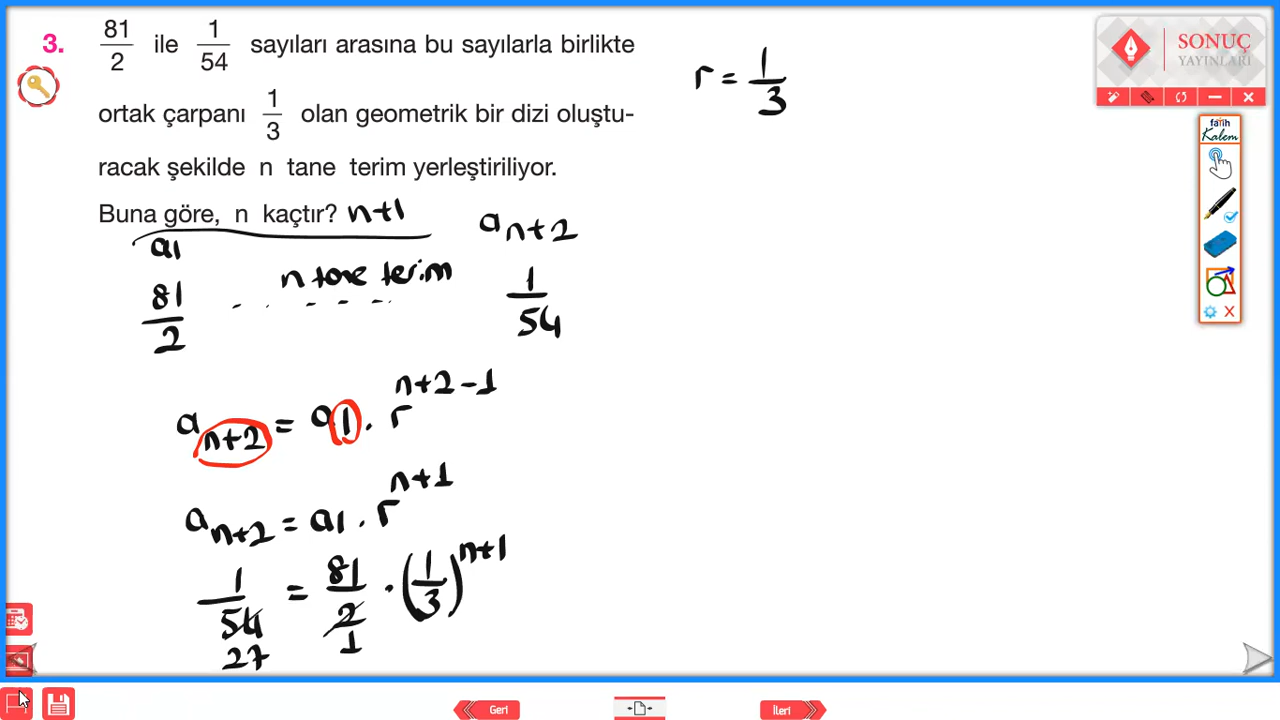 3. 81/2 ile 1/54 sayıları arasına bu sayılarla birlikte
ortak çarpanı 1/3 olan geometrik bir dizi oluştu-
racak şekilde n tane terim yerleştiriliyor.
Buna göre, n kaçtır? n+1
r = 1/3
a1
n tane terim
a n+2
81/2 . . . . . . 1/54
a n+2 = a1 . r^n+2-1
a n+2 = a1 . r^n+1
1/54 = 81/2 . (1/3)^n+1
27 1
SONUÇ
YAYINLARI
fatih
Kalem
Geri
İleri